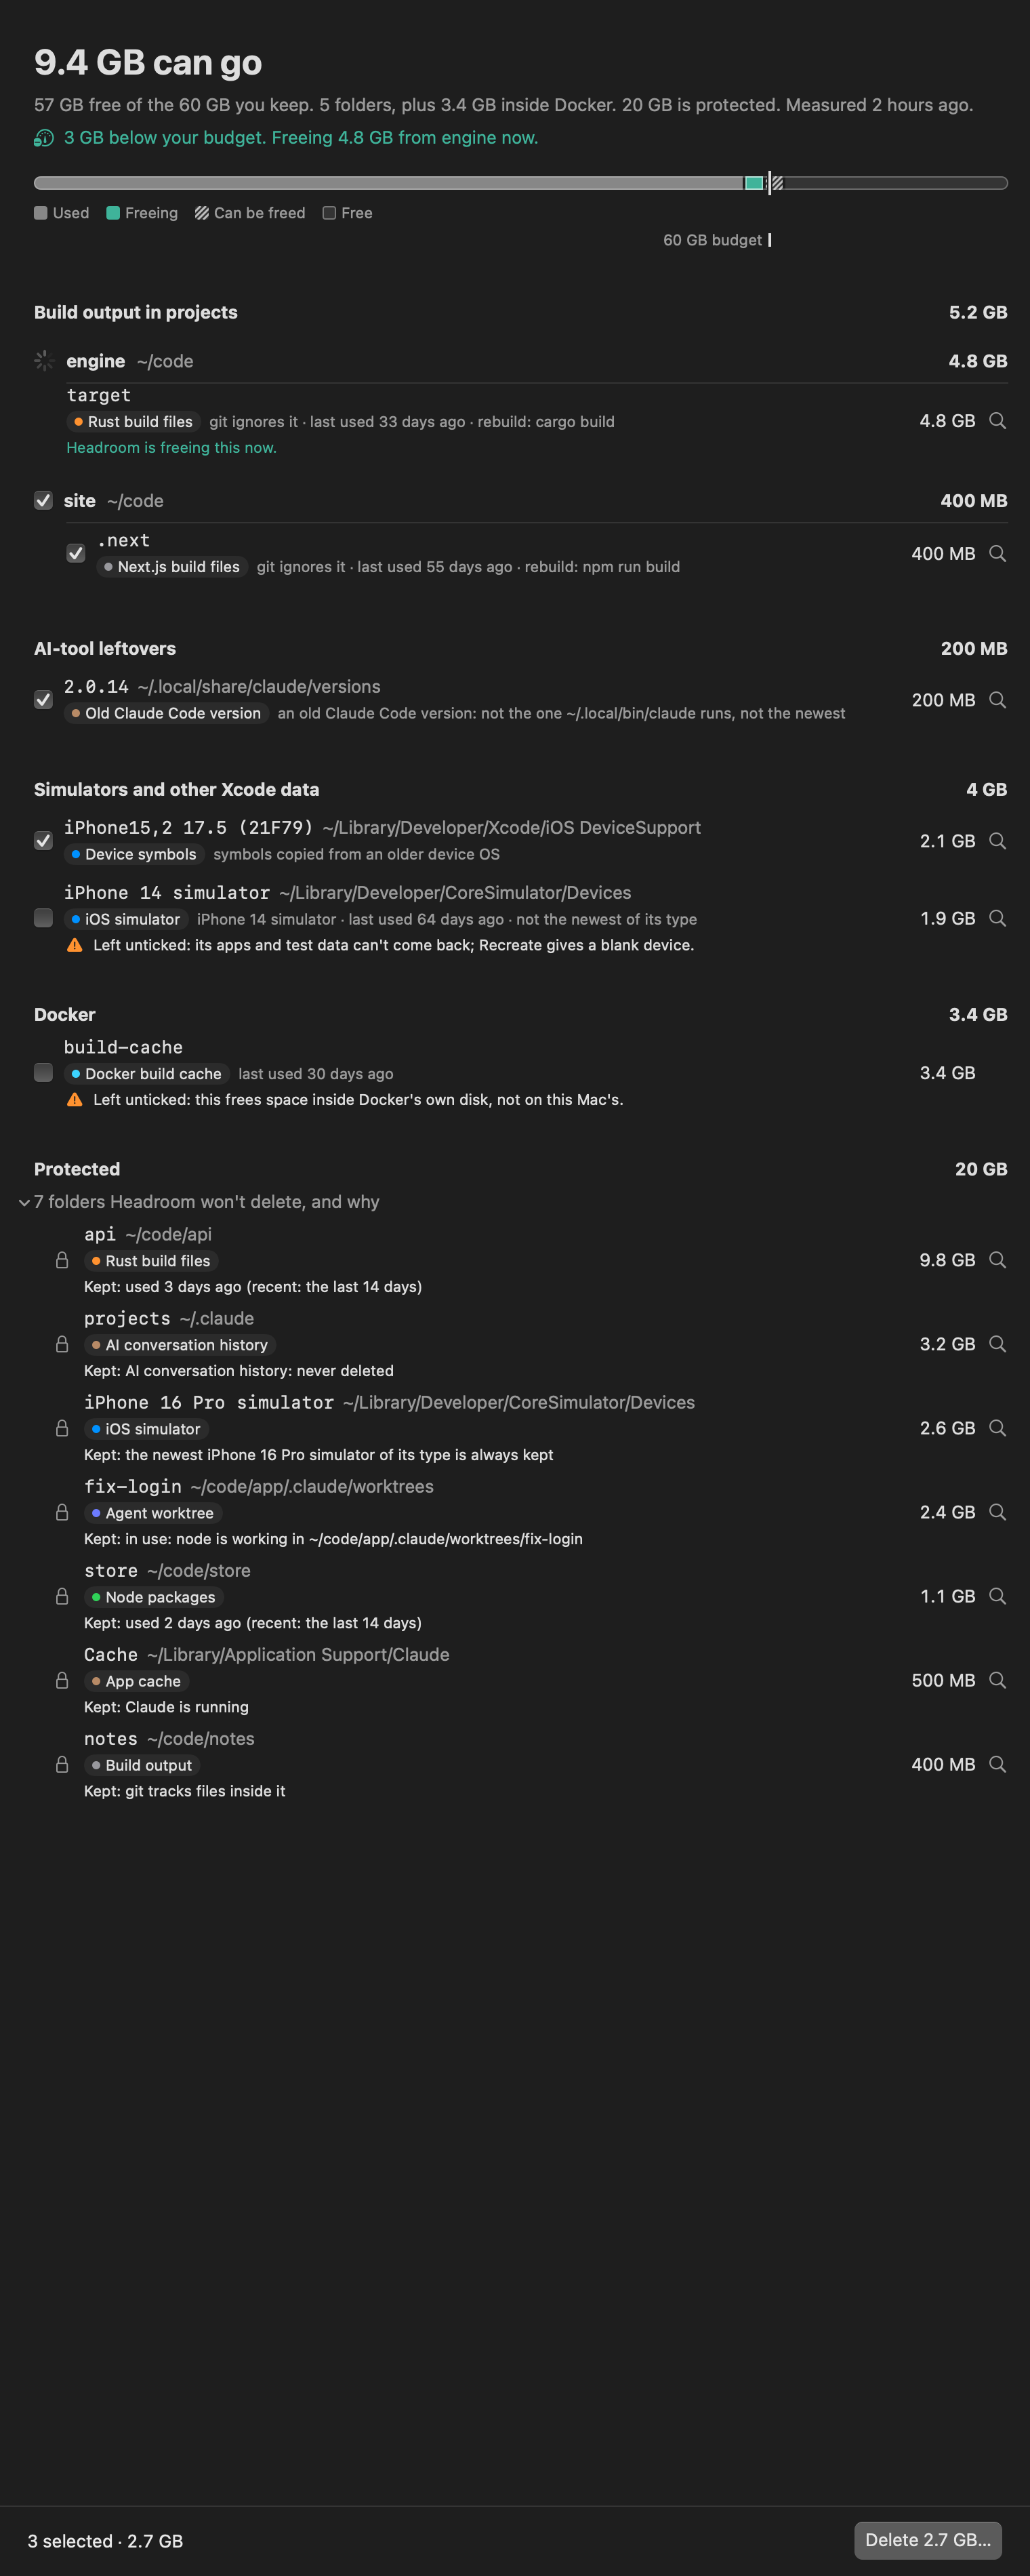 9.4 GB can go
57 GB free of the 60 GB you keep. 5 folders, plus 3.4 GB inside Docker. 20 GB is protected. Measured 2 hours ago.
3 GB below your budget. Freeing 4.8 GB from engine now.
Used Freeing Can be freed Free
60 GB budget
Build output in projects 5.2 GB
engine ~/code 4.8 GB
target
Rust build files git ignores it · last used 33 days ago · rebuild: cargo build 4.8 GB
Headroom is freeing this now.
site ~/code 400 MB
.next
Next.js build files git ignores it · last used 55 days ago · rebuild: npm run build 400 MB
AI-tool leftovers 200 MB
2.0.14 ~/.local/share/claude/versions
Old Claude Code version an old Claude Code version: not the one ~/.local/bin/claude runs, not the newest 200 MB
Simulators and other Xcode data 4 GB
iPhone15,2 17.5 (21F79) ~/Library/Developer/Xcode/iOS DeviceSupport
Device symbols symbols copied from an older device OS 2.1 GB
iPhone 14 simulator ~/Library/Developer/CoreSimulator/Devices
iOS simulator iPhone 14 simulator · last used 64 days ago · not the newest of its type 1.9 GB
Left unticked: its apps and test data can't come back; Recreate gives a blank device.
Docker 3.4 GB
build-cache
Docker build cache last used 30 days ago 3.4 GB
Left unticked: this frees space inside Docker's own disk, not on this Mac's.
Protected 20 GB
7 folders Headroom won't delete, and why
api ~/code/api
Rust build files 9.8 GB
Kept: used 3 days ago (recent: the last 14 days)
projects ~/.claude
AI conversation history 3.2 GB
Kept: AI conversation history: never deleted
iPhone 16 Pro simulator ~/Library/Developer/CoreSimulator/Devices
iOS simulator 2.6 GB
Kept: the newest iPhone 16 Pro simulator of its type is always kept
fix-login ~/code/app/.claude/worktrees
Agent worktree 2.4 GB
Kept: in use: node is working in ~/code/app/.claude/worktrees/fix-login
store ~/code/store
Node packages 1.1 GB
Kept: used 2 days ago (recent: the last 14 days)
Cache ~/Library/Application Support/Claude
App cache 500 MB
Kept: Claude is running
notes ~/code/notes
Build output 400 MB
Kept: git tracks files inside it
3 selected · 2.7 GB Delete 2.7 GB...